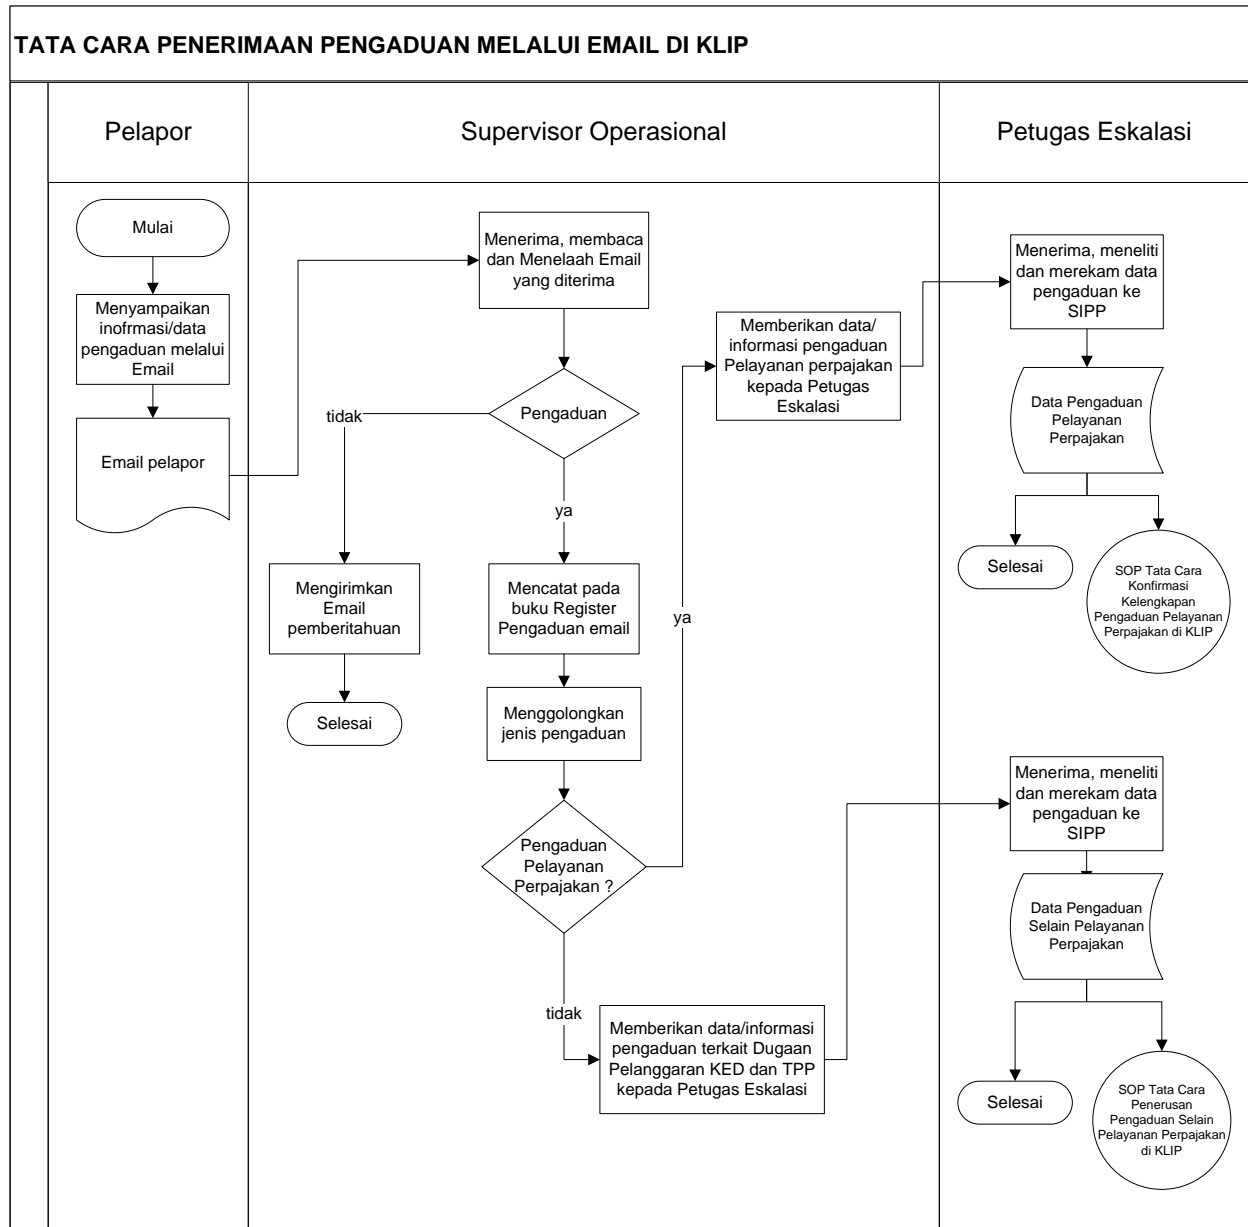 TATA CARA PENERIMAAN PENGADUAN MELALUI EMAIL DI KLIP
Pelapor
Supervisor Operasional
Petugas Eskalasi
Mulai
Menyampaikan
inofrmasi/data
pengaduan melalui
Email
Email pelapor
Menerima, membaca
dan Menelaah Email
yang diterima
Pengaduan
tidak
ya
Mengirimkan
Email
pemberitahuan
Selesai
Mencatat pada
buku Register
Pengaduan email
Menggolongkan
jenis pengaduan
Pengaduan
Pelayanan
Perpajakan ?
ya
tidak
Memberikan data/
informasi pengaduan
Pelayanan perpajakan
kepada Petugas
Eskalasi
Memberikan data/informasi
pengaduan terkait Dugaan
Pelanggaran KED dan TPP
kepada Petugas Eskalasi
Menerima, meneliti
dan merekam data
pengaduan ke
SIPP
Data Pengaduan
Pelayanan
Perpajakan
Selesai
SOP Tata Cara
Konfirmasi
Kelengkapan
Pengaduan Pelayanan
Perpajakan di KLIP
Menerima, meneliti
dan merekam data
pengaduan ke
SIPP
Data Pengaduan
Selain Pelayanan
Perpajakan
Selesai
SOP Tata Cara
Penerusan
Pengaduan Selain
Pelayanan Perpajakan
di KLIP